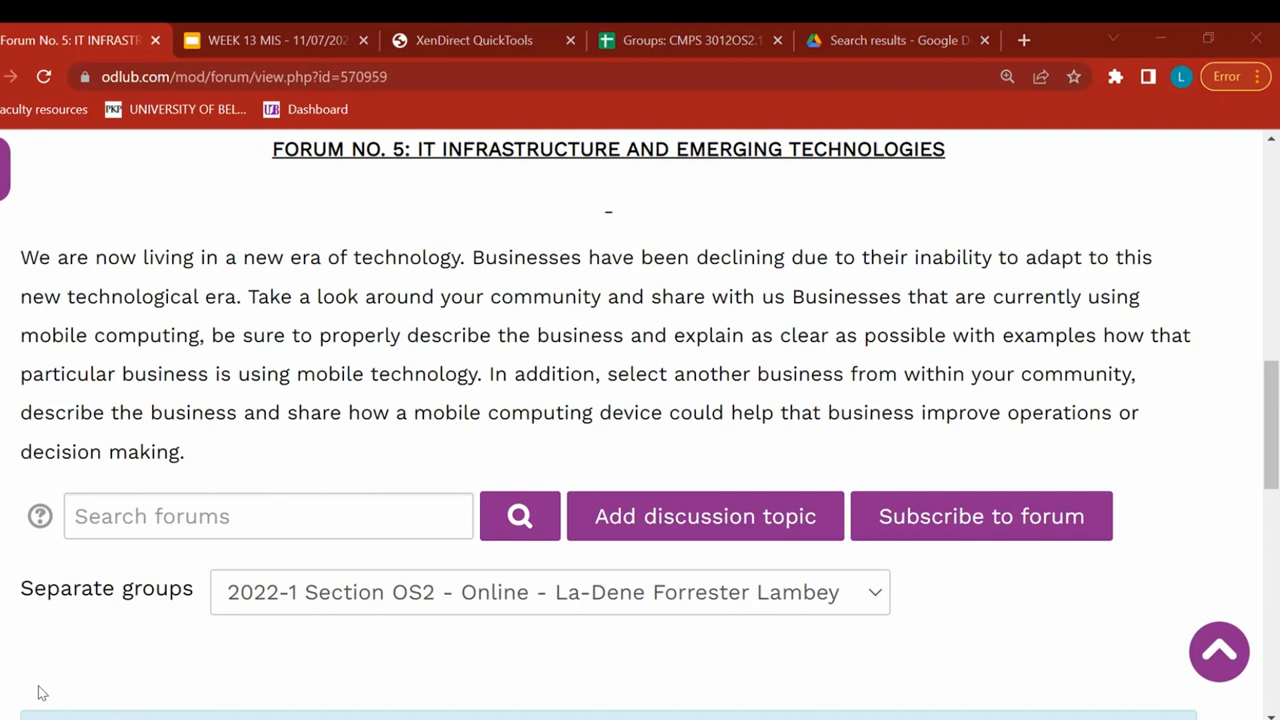 Forum No. 5: IT INFRASTR
WEEK 13 MIS - 11/07/202
XenDirect QuickTools
Groups: CMPS 3012OS2.1
Search results - Google D
odlub.com/mod/forum/view.php?id=570959
L
Error
aculty resources
PKP
UNIVERSITY OF BEL...
UB
Dashboard
FORUM NO. 5: IT INFRASTRUCTURE AND EMERGING TECHNOLOGIES
-
We are now living in a new era of technology. Businesses have been declining due to their inability to adapt to this
new technological era. Take a look around your community and share with us Businesses that are currently using
mobile computing, be sure to properly describe the business and explain as clear as possible with examples how that
particular business is using mobile technology. In addition, select another business from within your community,
describe the business and share how a mobile computing device could help that business improve operations or
decision making.
Search forums
Add discussion topic
Subscribe to forum
Separate groups
2022-1 Section OS2 - Online - La-Dene Forrester Lambey